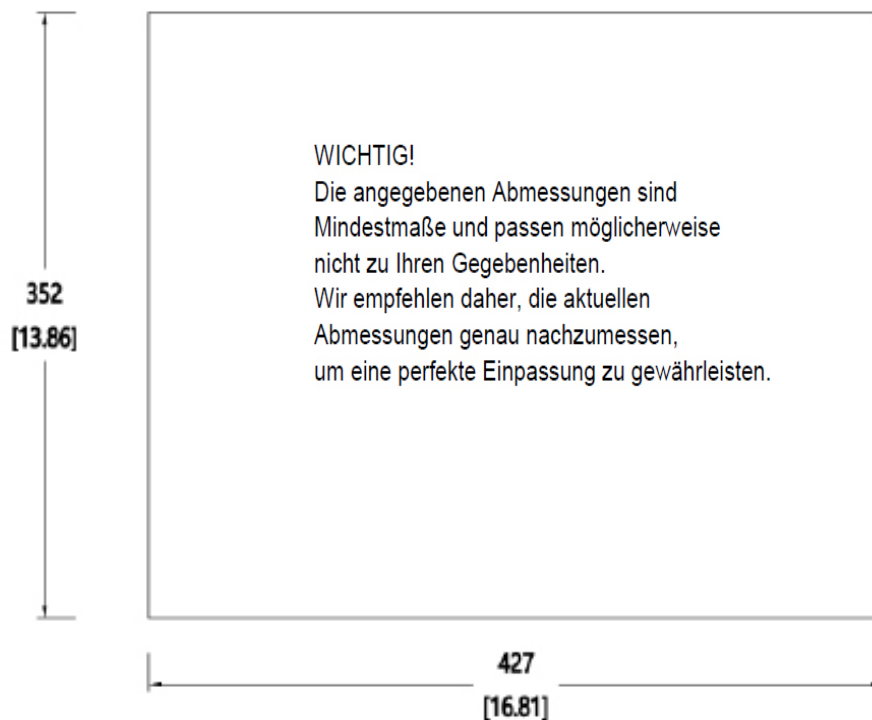 WICHTIG!
Die angegebenen Abmessungen sind
Mindestmaße und passen möglicherweise
nicht zu Ihren Gegebenheiten.
Wir empfehlen daher, die aktuellen
Abmessungen genau nachzumessen,
um eine perfekte Einpassung zu gewährleisten.
352
[13.86]
427
[16.81]